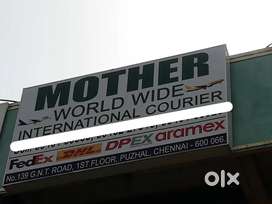 MOTHER
WORLD WIDE
INTERNATIONAL COURIER
FedEx DHL DPEX aramex
No.139 G.N.T. ROAD, 1ST FLOOR, PUZHAL, CHENNAI - 600 066
olx